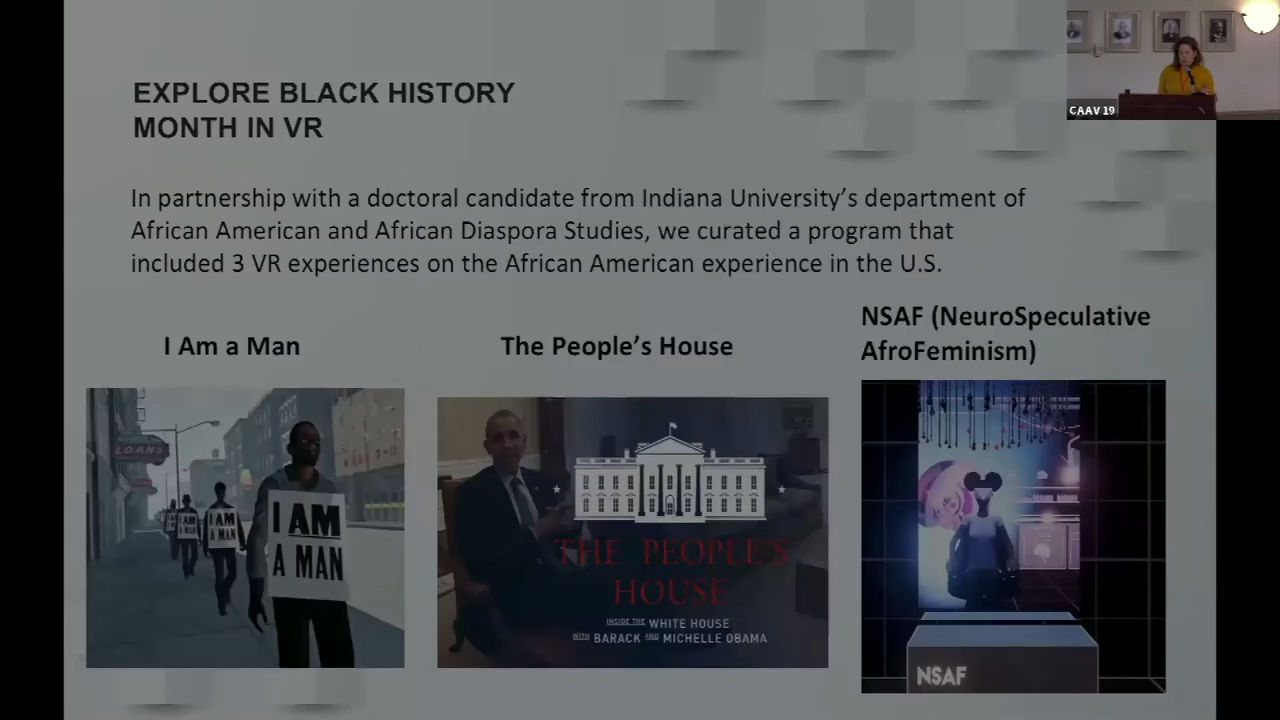 CAAV 19
EXPLORE BLACK HISTORY
MONTH IN VR
In partnership with a doctoral candidate from Indiana University's department of
African American and African Diaspora Studies, we curated a program that
included 3 VR experiences on the African American experience in the U.S.
I Am a Man
The People's House
NSAF (NeuroSpeculative
AfroFeminism)
LOANS
I AM
A MAN
I AM
A MAN
I AM
A MAN
THE PEOPLE'S
HOUSE
INSIDE THE WHITE HOUSE
WITH BARACK AND MICHELLE OBAMA
NSAF